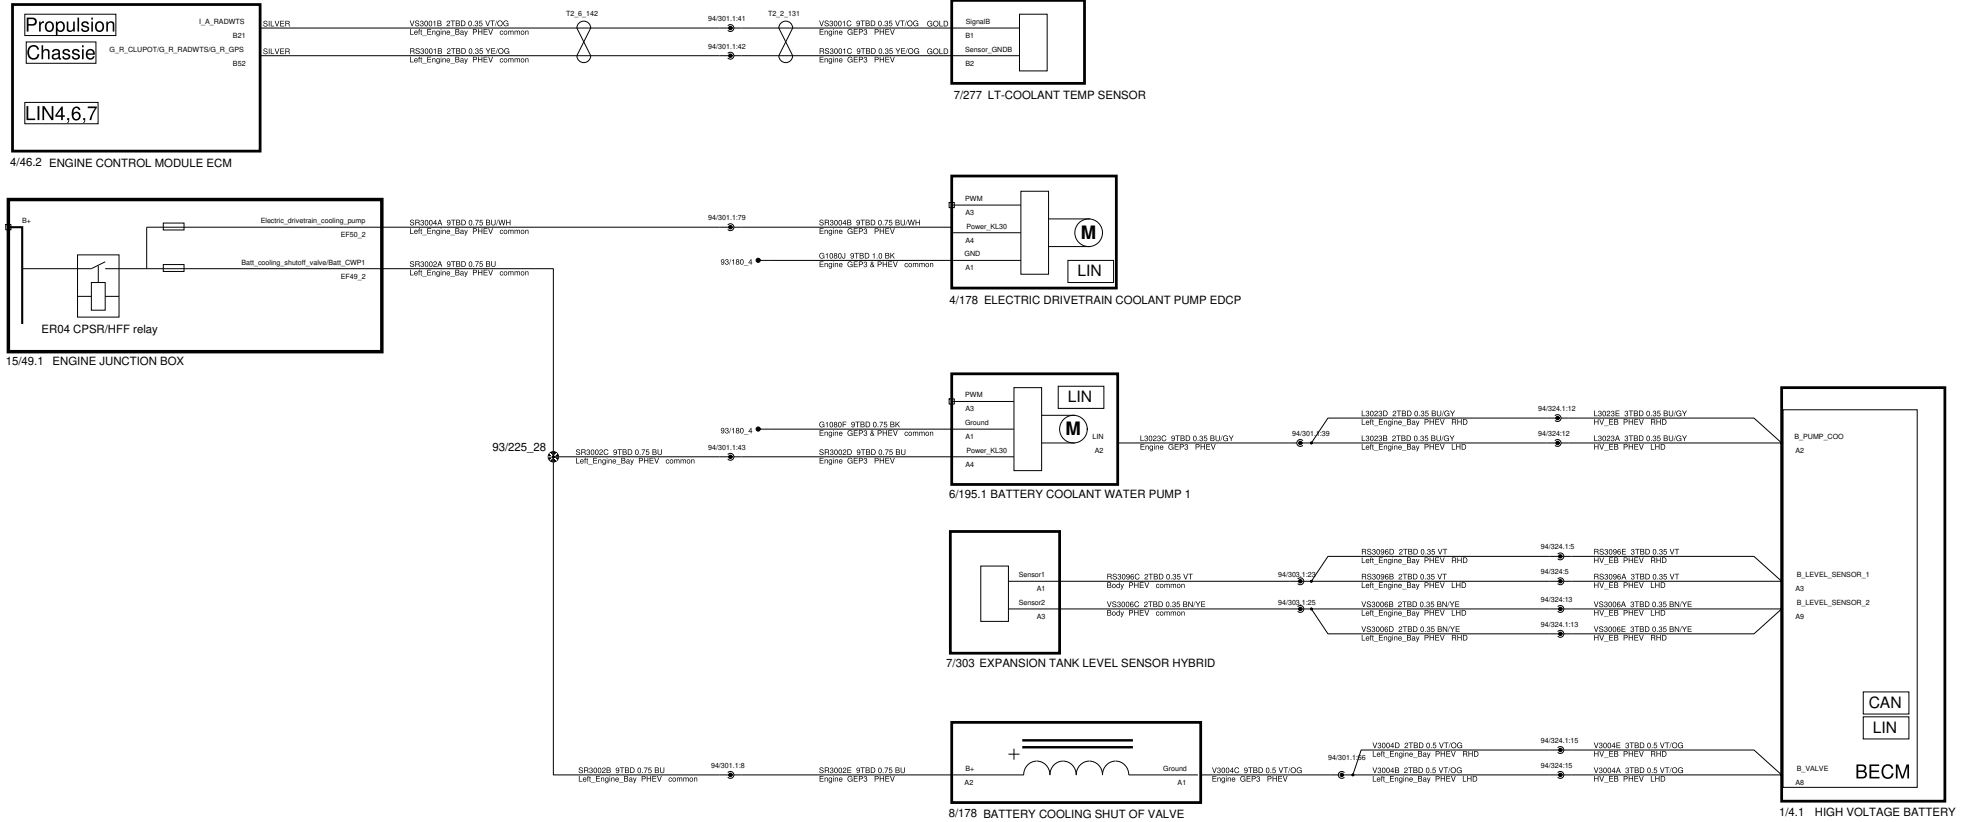 Propulsion
Chassie
LIN4,6,7
I_A_RADWTS
B21
G_R_CLUPOT/G_R_RADWTS/G_R_GPS
B52
4/46.2 ENGINE CONTROL MODULE ECM
SILVER
SILVER
VS3001B 2TBD 0.35 VT/OG
Left_Engine_Bay PHEV common
RS3001B 2TBD 0.35 YE/OG
Left_Engine_Bay PHEV common
T2_6_142
94/301.1:41
94/301.1:42
T2_2_131
VS3001C 9TBD 0.35 VT/OG GOLD
Engine GEP3 PHEV
RS3001C 9TBD 0.35 YE/OG GOLD
Engine GEP3 PHEV
SignalB
B1
Sensor_GNDB
B2
7/277 LT-COOLANT TEMP SENSOR
B+
ER04 CPSR/HFF relay
Electric_drivetrain_cooling_pump
EF50_2
Batt_cooling_shutoff_valve/Batt_CWP1
EF49_2
15/49.1 ENGINE JUNCTION BOX
SR3004A 9TBD 0.75 BU/WH
Left_Engine_Bay PHEV common
SR3002A 9TBD 0.75 BU
Left_Engine_Bay PHEV common
94/301.1:79
SR3004B 9TBD 0.75 BU/WH
Engine GEP3 PHEV
93/180_4
G1080J 9TBD 1.0 BK
Engine GEP3 & PHEV common
PWM
A3
Power_KL30
A4
GND
A1
M
LIN
4/178 ELECTRIC DRIVETRAIN COOLANT PUMP EDCP
93/225_28
SR3002C 9TBD 0.75 BU
Left_Engine_Bay PHEV common
93/180_4
94/301.1:43
G1080F 9TBD 0.75 BK
Engine GEP3 & PHEV common
SR3002D 9TBD 0.75 BU
Engine GEP3 PHEV
PWM
A3
Ground
A1
Power_KL30
A4
LIN
M
LIN
A2
6/195.1 BATTERY COOLANT WATER PUMP 1
L3023C 9TBD 0.35 BU/GY
Engine GEP3 PHEV
94/301.1:39
L3023D 2TBD 0.35 BU/GY
Left_Engine_Bay PHEV RHD
L3023B 2TBD 0.35 BU/GY
Left_Engine_Bay PHEV LHD
94/324.1:12
94/324:12
L3023E 3TBD 0.35 BU/GY
HV_EB PHEV RHD
L3023A 3TBD 0.35 BU/GY
HV_EB PHEV LHD
B_PUMP_COO
A2
Sensor1
A1
Sensor2
A3
7/303 EXPANSION TANK LEVEL SENSOR HYBRID
RS3096C 2TBD 0.35 VT
Body PHEV common
VS3006C 2TBD 0.35 BN/YE
Body PHEV common
94/303.1:23
94/303.1:25
RS3096D 2TBD 0.35 VT
Left_Engine_Bay PHEV RHD
RS3096B 2TBD 0.35 VT
Left_Engine_Bay PHEV LHD
VS3006B 2TBD 0.35 BN/YE
Left_Engine_Bay PHEV LHD
VS3006D 2TBD 0.35 BN/YE
Left_Engine_Bay PHEV RHD
94/324.1:5
94/324:5
94/324:13
94/324.1:13
RS3096E 3TBD 0.35 VT
HV_EB PHEV RHD
RS3096A 3TBD 0.35 VT
HV_EB PHEV LHD
VS3006A 3TBD 0.35 BN/YE
HV_EB PHEV LHD
VS3006E 3TBD 0.35 BN/YE
HV_EB PHEV RHD
B_LEVEL_SENSOR_1
A3
B_LEVEL_SENSOR_2
A9
SR3002B 9TBD 0.75 BU
Left_Engine_Bay PHEV common
94/301.1:8
SR3002E 9TBD 0.75 BU
Engine GEP3 PHEV
B+
A2
+
Ground
A1
8/178 BATTERY COOLING SHUT OF VALVE
V3004C 9TBD 0.5 VT/OG
Engine GEP3 PHEV
94/301.1:66
V3004D 2TBD 0.5 VT/OG
Left_Engine_Bay PHEV RHD
V3004B 2TBD 0.5 VT/OG
Left_Engine_Bay PHEV LHD
94/324.1:15
94/324:15
V3004E 3TBD 0.5 VT/OG
HV_EB PHEV RHD
V3004A 3TBD 0.5 VT/OG
HV_EB PHEV LHD
B_VALVE
A8
CAN
LIN
BECM
1/4.1 HIGH VOLTAGE BATTERY